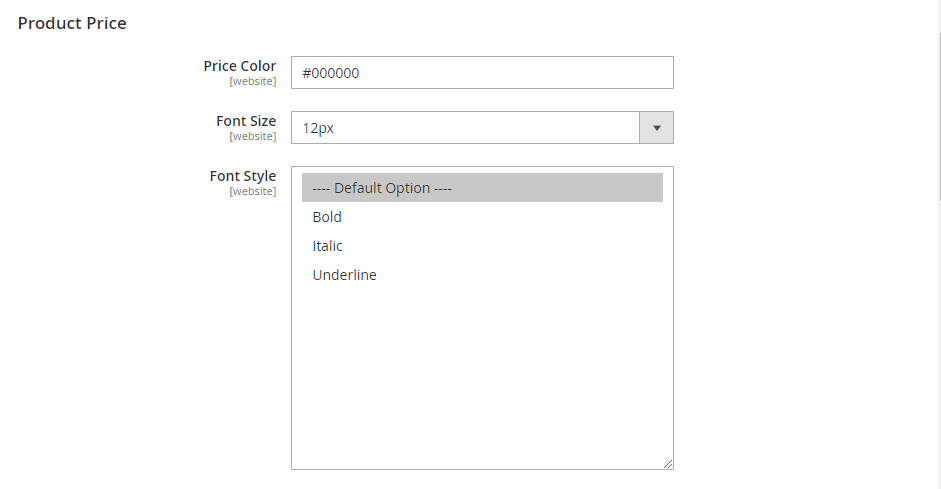 Product Price
Price Color
[website]
#000000
Font Size
[website]
12px
Font Style
[website]
---- Default Option ----
Bold
Italic
Underline